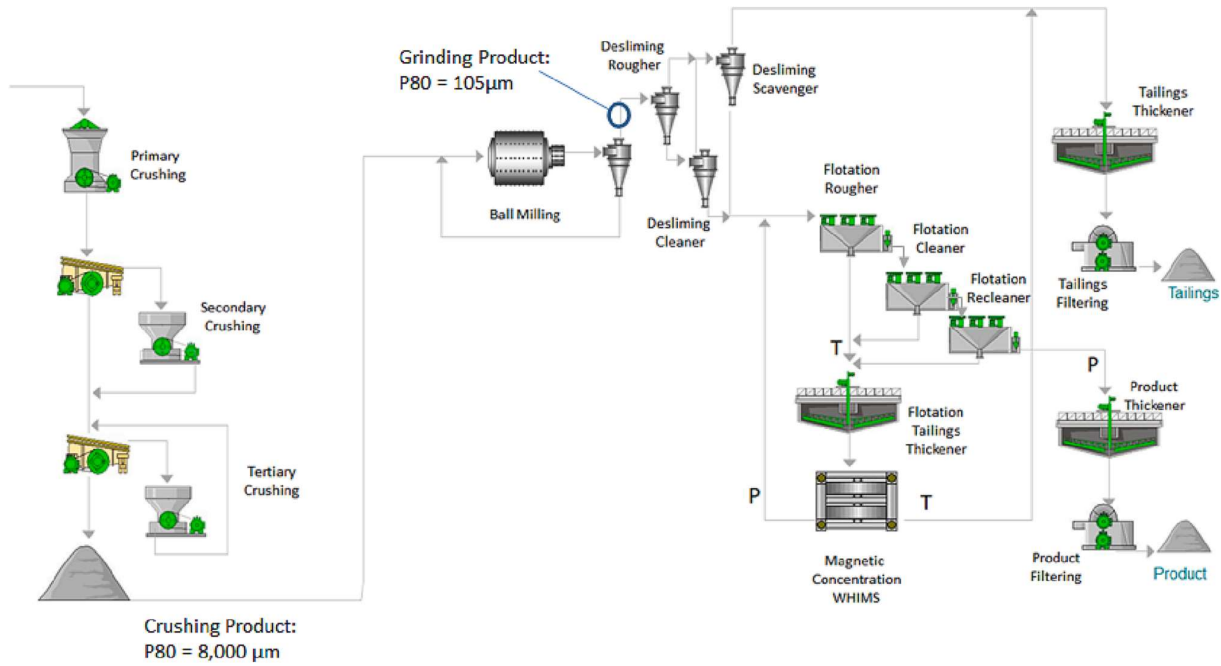 Grinding Product:
P80 = 105µm
Desliming
Rougher
Desliming
Scavenger
Tailings
Thickener
Primary
Crushing
Ball Milling
Desliming
Cleaner
Flotation
Rougher
Flotation
Cleaner
Flotation
Recleaner
Tailings
Filtering
Tailings
Secondary
Crushing
T
P
Flotation
Tailings
Thickener
Product
Thickener
Tertiary
Crushing
P
T
Magnetic
Concentration
WHIMS
Product
Filtering
Product
Crushing Product:
P80 = 8,000 µm